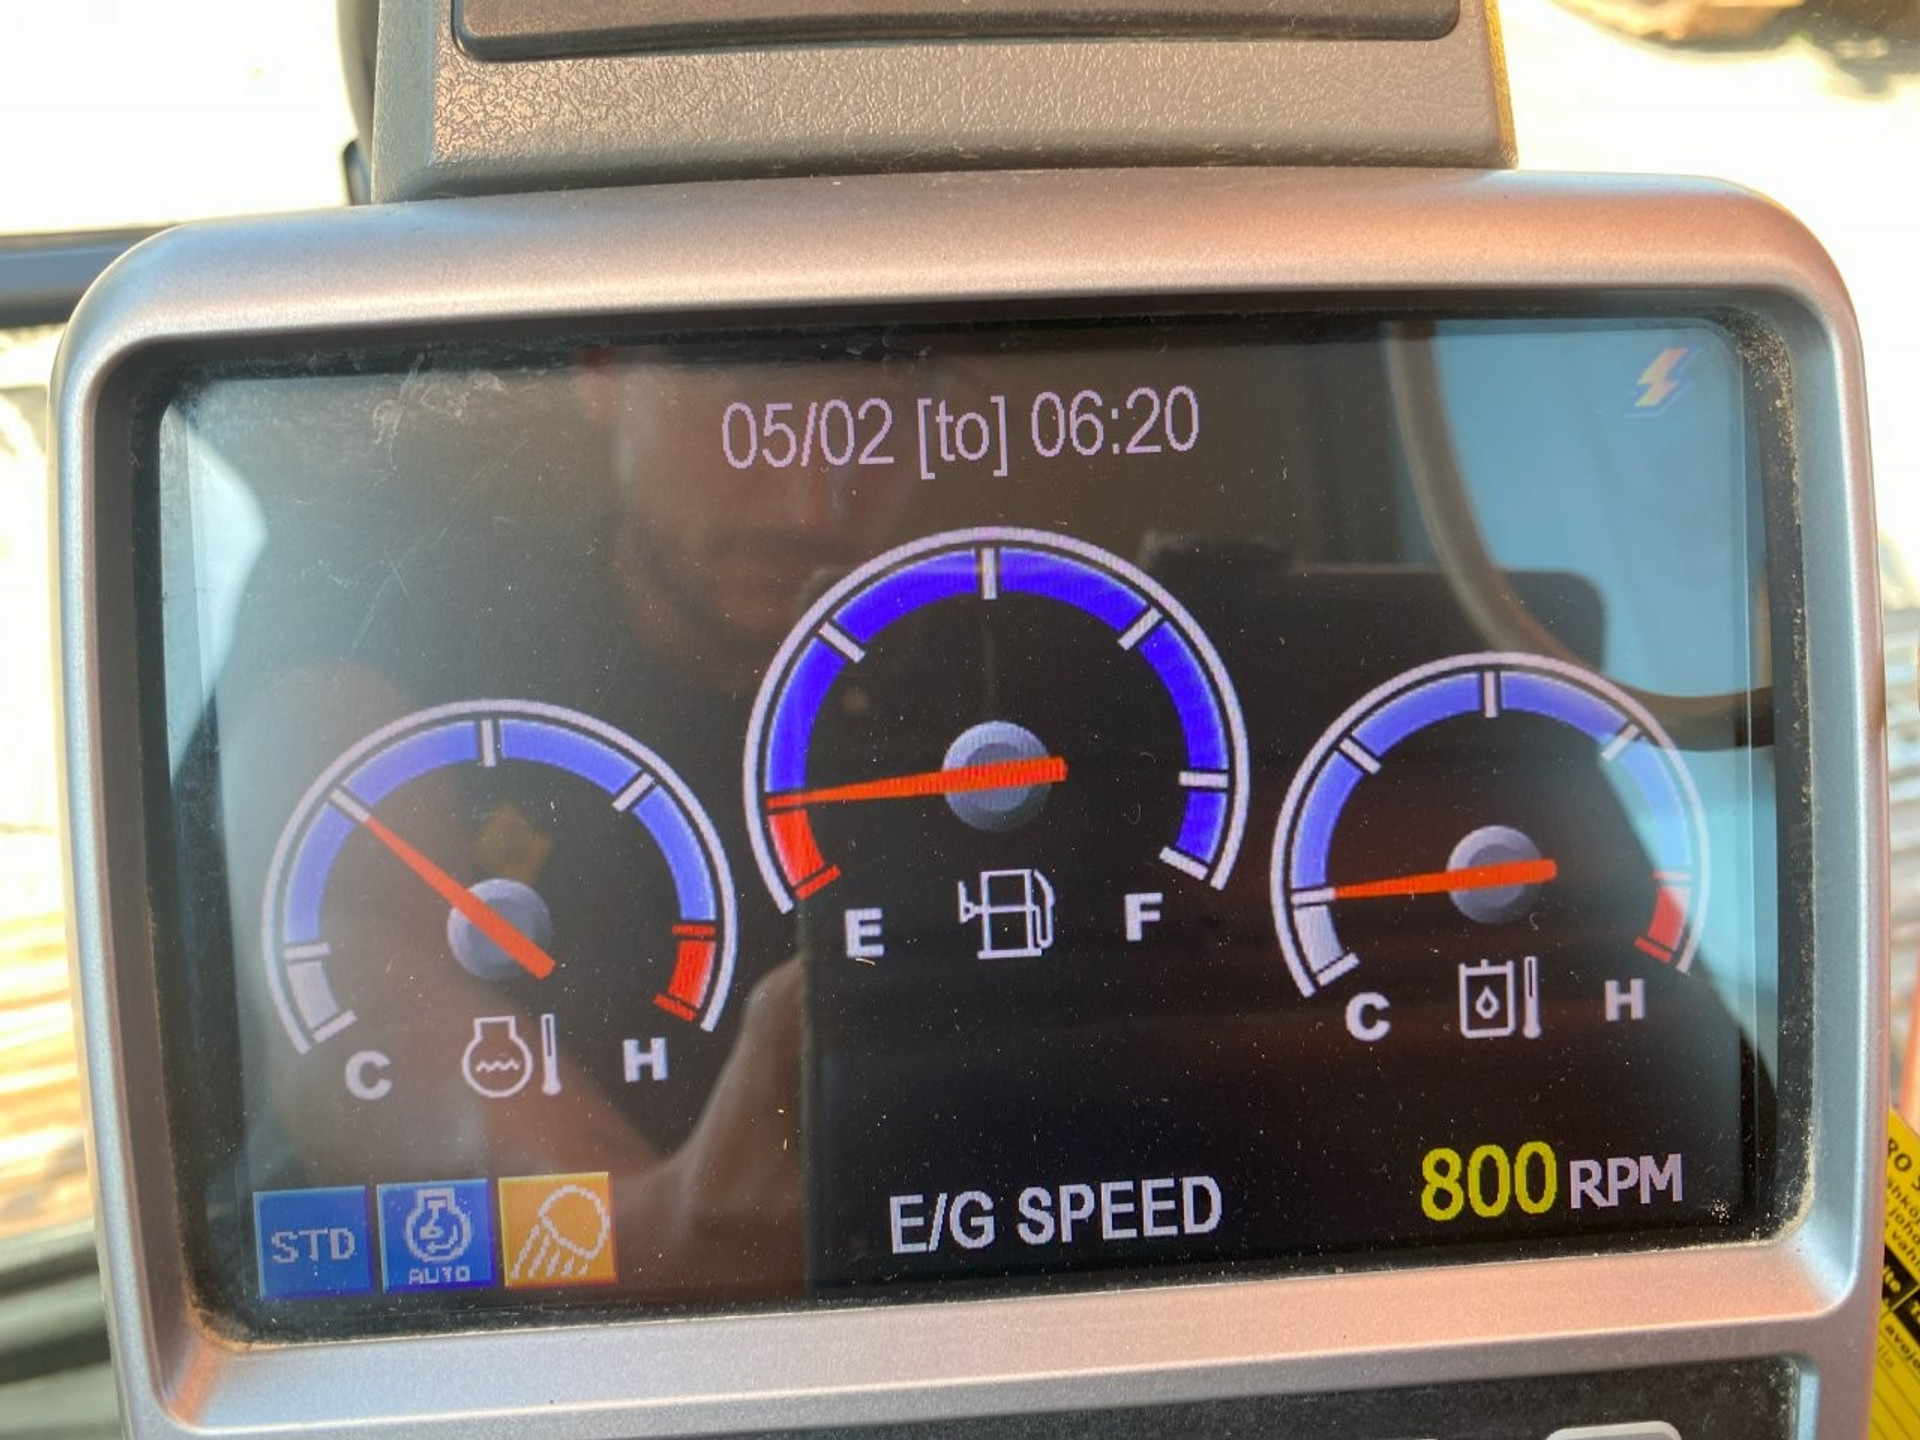 05/02 [to] 06:20
E F
C H
C H
E/G SPEED 800 RPM
STD
AUTO